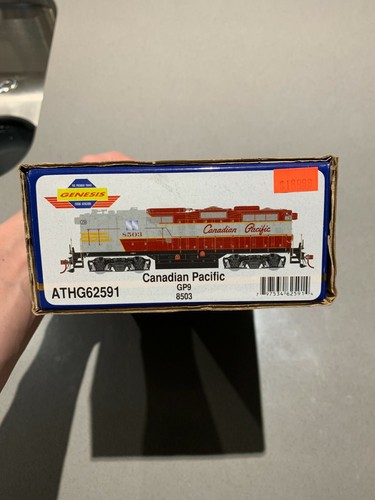 GENESIS
8503
Canadian Pacific
Canadian Pacific
GP9
ATHG62591
8503